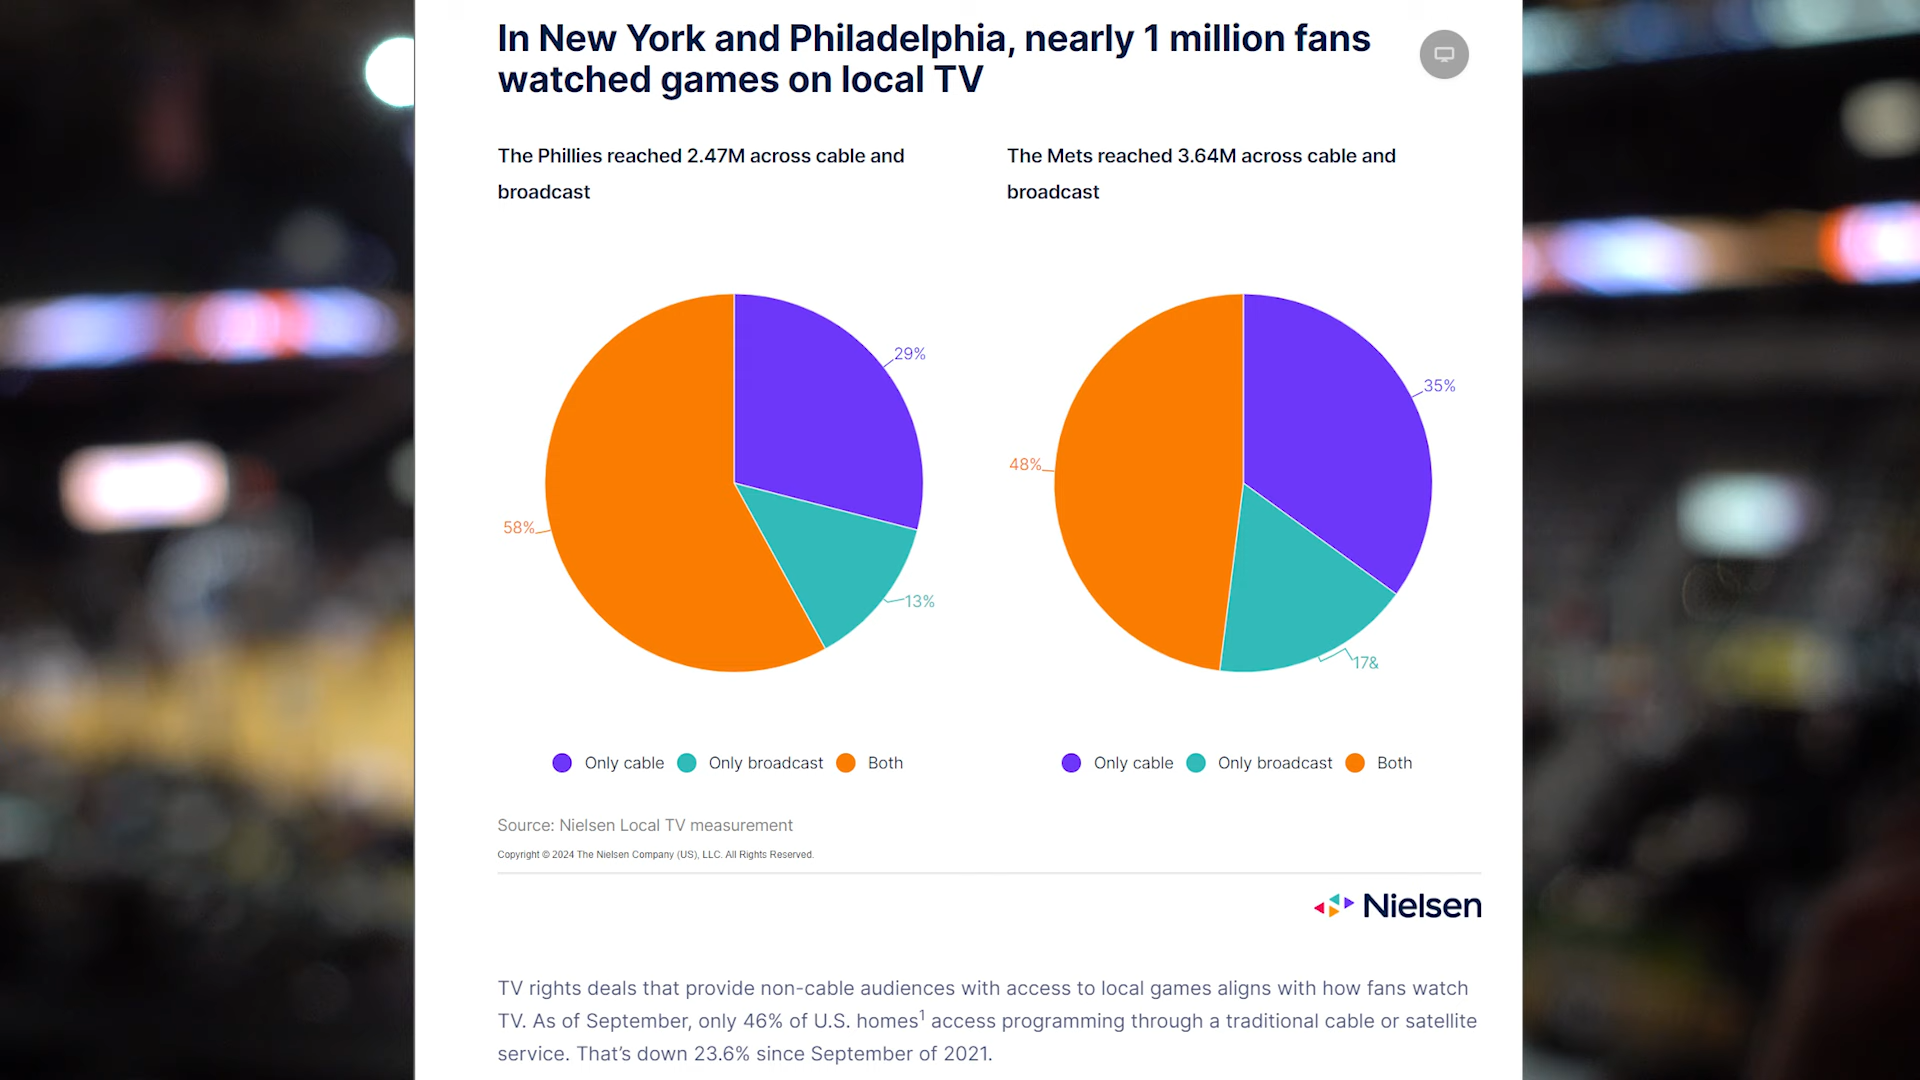 In New York and Philadelphia, nearly 1 million fans
watched games on local TV
The Phillies reached 2.47M across cable and
broadcast
29%
13%
58%
Only cable Only broadcast Both
The Mets reached 3.64M across cable and
broadcast
35%
17&
48%
Only cable Only broadcast Both
Source: Nielsen Local TV measurement
Copyright © 2024 The Nielsen Company (US), LLC. All Rights Reserved.
Nielsen
TV rights deals that provide non-cable audiences with access to local games aligns with how fans watch
TV. As of September, only 46% of U.S. homes¹ access programming through a traditional cable or satellite
service. That’s down 23.6% since September of 2021.